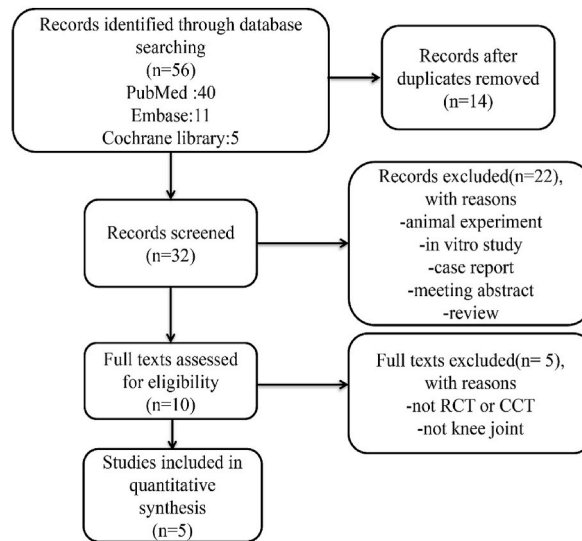 Records identified through database
searching
(n=56)
PubMed :40
Embase:11
Cochrane library:5
Records after
duplicates removed
(n=14)
Records screened
(n=32)
Records excluded(n=22),
with reasons
-animal experiment
-in vitro study
-case report
-meeting abstract
-review
Full texts assessed
for eligibility
(n=10)
Full texts excluded(n= 5),
with reasons
-not RCT or CCT
-not knee joint
Studies included in
quantitative
synthesis
(n=5)